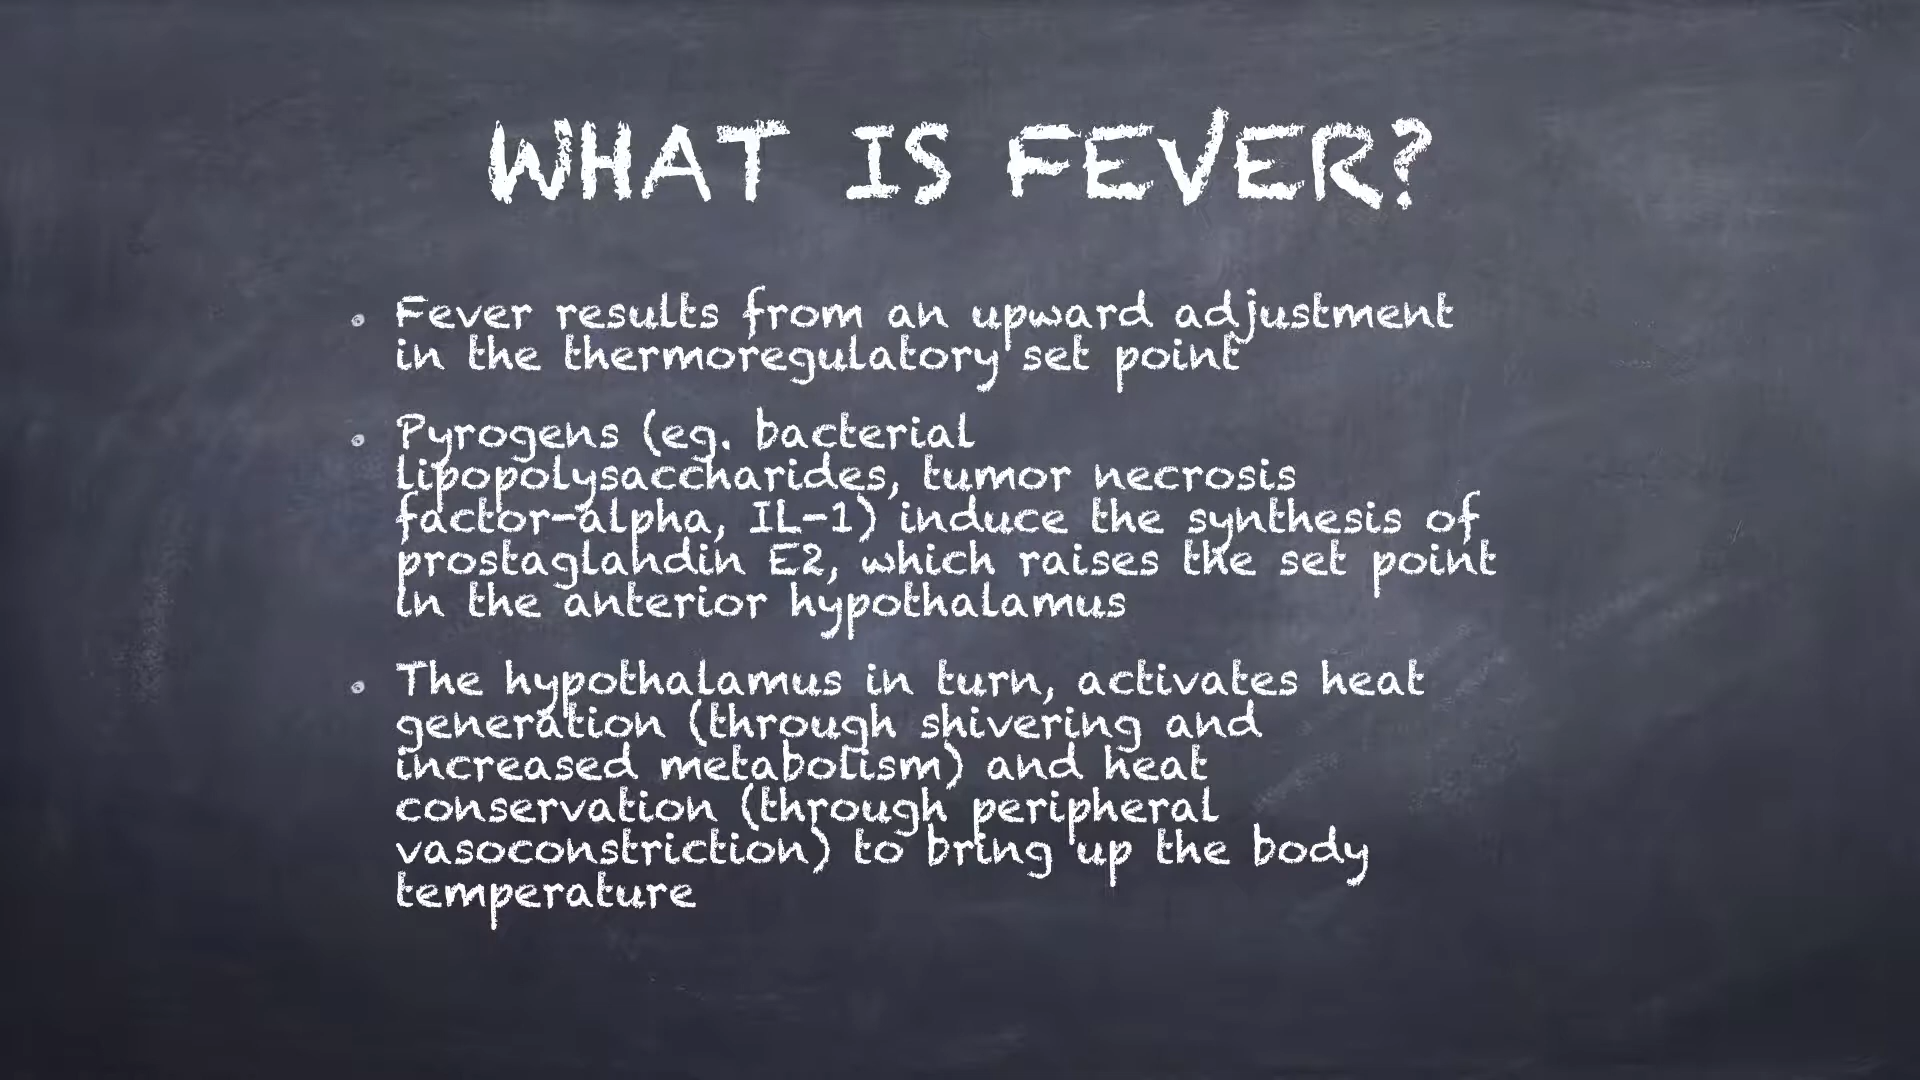 WHAT IS FEVER?
Fever results from an upward adjustment
in the thermoregulatory set point
Pyrogens (eg. bacterial
lipopolysaccharides, tumor necrosis
factor-alpha, IL-1) induce the synthesis of
prostaglandin E2, which raises the set point
in the anterior hypothalamus
The hypothalamus in turn, activates heat
generation (through shivering and
increased metabolism) and heat
conservation (through peripheral
vasoconstriction) to bring up the body
temperature